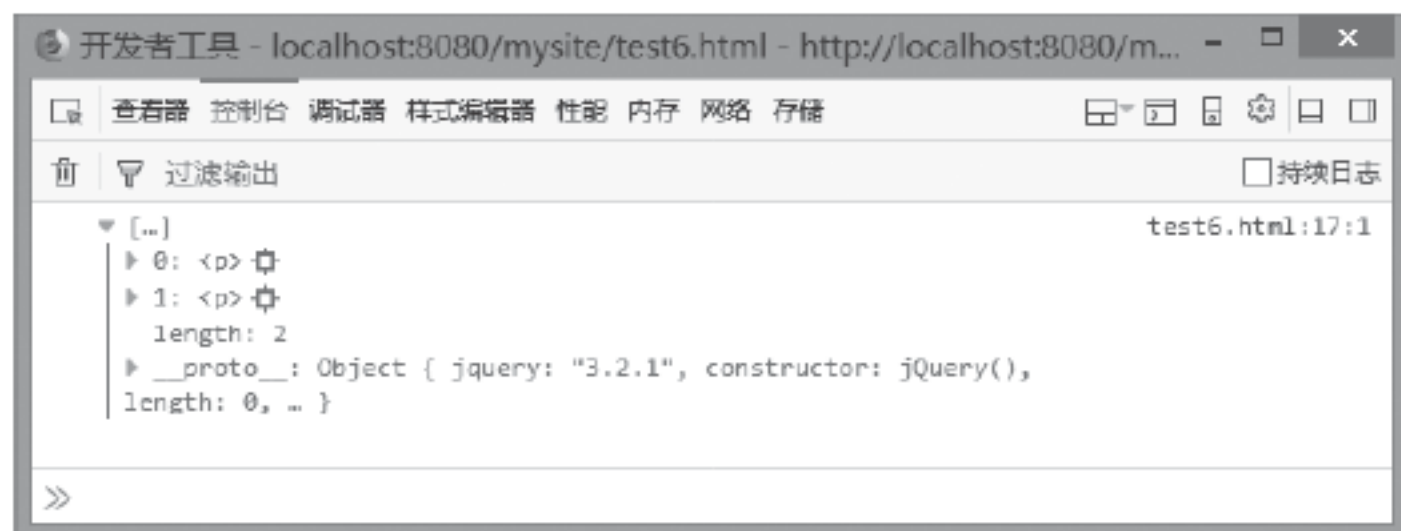 开发者工具 - localhost:8080/mysite/test6.html - http://localhost:8080/m...
查看器 控制台 调试器 样式编辑器 性能 内存 网络 存储
过滤输出 持续日志
[…] test6.html:17:1
0: <p>
1: <p>
length: 2
__proto__: Object { jquery: "3.2.1", constructor: jQuery(),
length: 0, … }